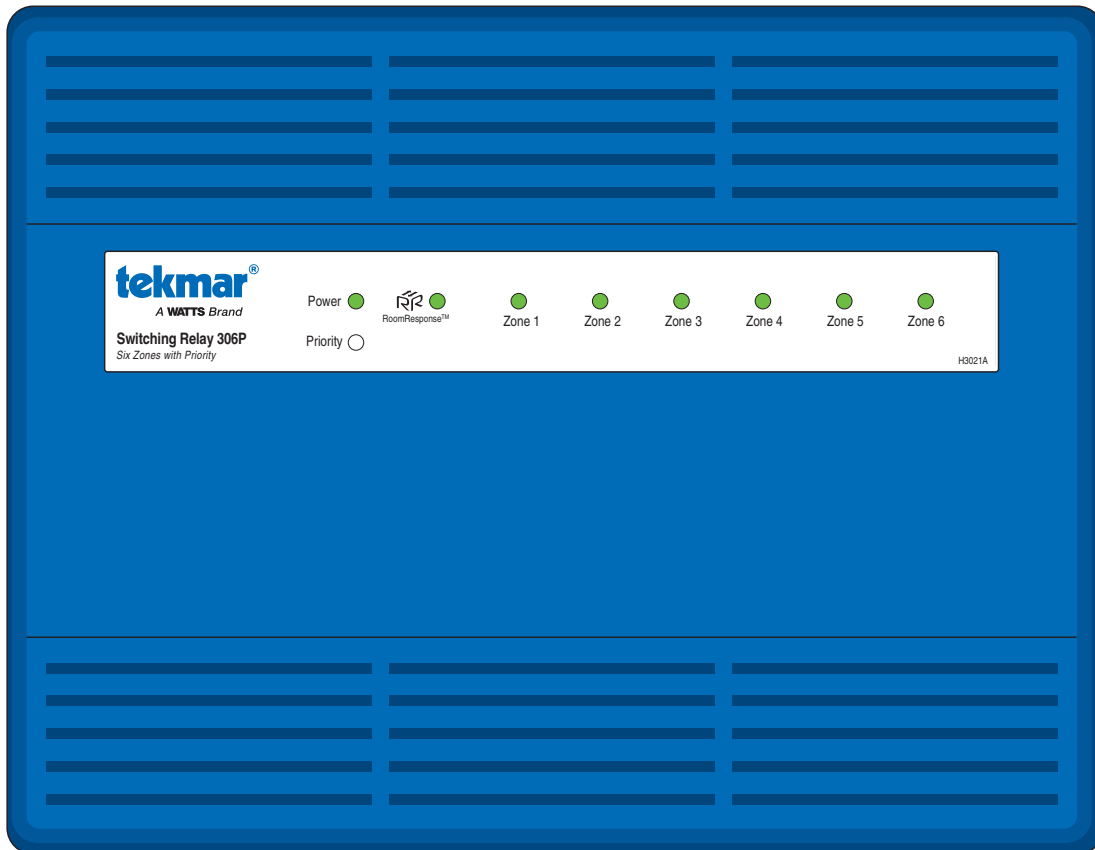 tekmar®
A WATTS Brand
Switching Relay 306P
Six Zones with Priority
Power
Priority
RoomResponse™
Zone 1
Zone 2
Zone 3
Zone 4
Zone 5
Zone 6
H3021A